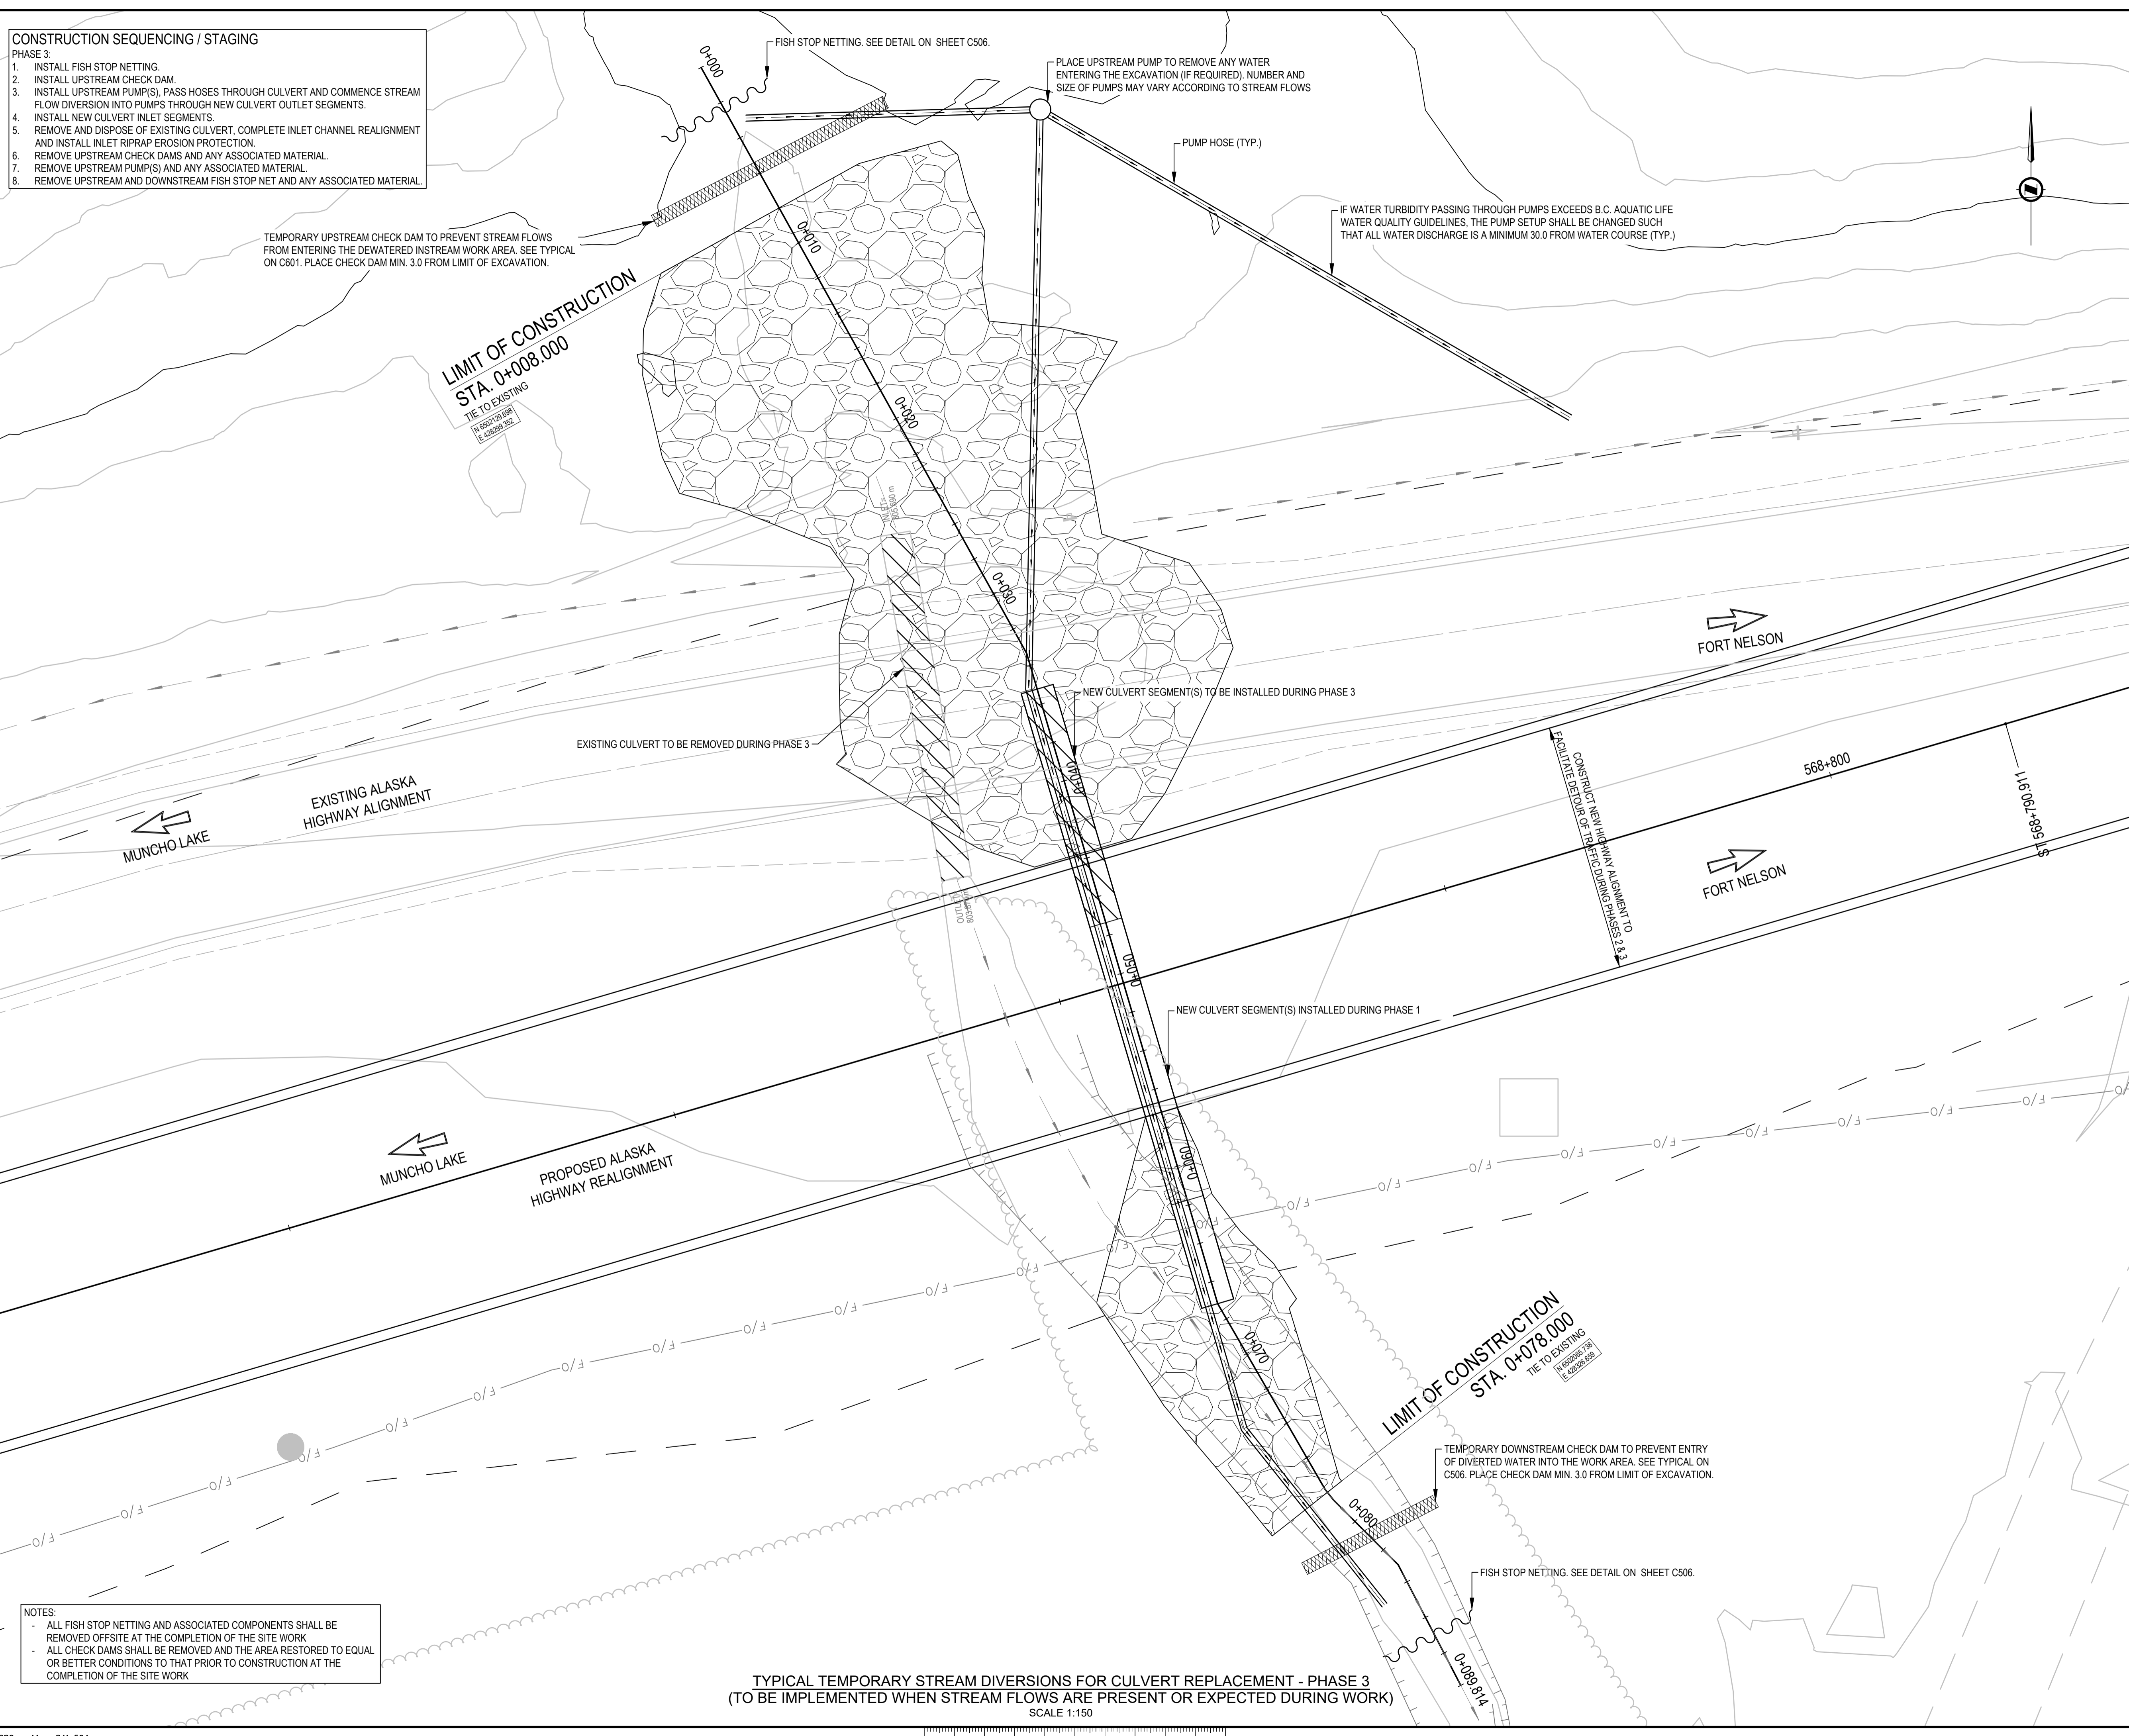 CONSTRUCTION SEQUENCING / STAGING
PHASE 3:
1. INSTALL FISH STOP NETTING.
2. INSTALL UPSTREAM CHECK DAM.
3. INSTALL UPSTREAM PUMP(S), PASS HOSES THROUGH CULVERT AND COMMENCE STREAM
FLOW DIVERSION INTO PUMPS THROUGH NEW CULVERT OUTLET SEGMENTS.
4. INSTALL NEW CULVERT INLET SEGMENTS.
5. REMOVE AND DISPOSE OF EXISTING CULVERT, COMPLETE INLET CHANNEL REALIGNMENT
AND INSTALL INLET RIPRAP EROSION PROTECTION.
6. REMOVE UPSTREAM CHECK DAMS AND ANY ASSOCIATED MATERIAL.
7. REMOVE UPSTREAM PUMP(S) AND ANY ASSOCIATED MATERIAL.
8. REMOVE UPSTREAM AND DOWNSTREAM FISH STOP NET AND ANY ASSOCIATED MATERIAL.
0+000
FISH STOP NETTING. SEE DETAIL ON SHEET C506.
PLACE UPSTREAM PUMP TO REMOVE ANY WATER
ENTERING THE EXCAVATION (IF REQUIRED). NUMBER AND
SIZE OF PUMPS MAY VARY ACCORDING TO STREAM FLOWS
PUMP HOSE (TYP.)
IF WATER TURBIDITY PASSING THROUGH PUMPS EXCEEDS B.C. AQUATIC LIFE
WATER QUALITY GUIDELINES, THE PUMP SETUP SHALL BE CHANGED SUCH
THAT ALL WATER DISCHARGE IS A MINIMUM 30.0 FROM WATER COURSE (TYP.)
TEMPORARY UPSTREAM CHECK DAM TO PREVENT STREAM FLOWS
FROM ENTERING THE DEWATERED INSTREAM WORK AREA. SEE TYPICAL
ON C601. PLACE CHECK DAM MIN. 3.0 FROM LIMIT OF EXCAVATION.
0+010
LIMIT OF CONSTRUCTION
STA. 0+008.000
TIE TO EXISTING
N 6502129.698
E 428299.352
0+020
0+030
FORT NELSON
NEW CULVERT SEGMENT(S) TO BE INSTALLED DURING PHASE 3
EXISTING CULVERT TO BE REMOVED DURING PHASE 3
0+040
EXISTING ALASKA
HIGHWAY ALIGNMENT
MUNCHO LAKE
CONSTRUCT NEW HIGHWAY ALIGNMENT TO
FACILITATE DETOUR OF TRAFFIC DURING PHASES 2 & 3
568+800
ST 568+790.911
FORT NELSON
0+050
NEW CULVERT SEGMENT(S) INSTALLED DURING PHASE 1
0+060
MUNCHO LAKE
PROPOSED ALASKA
HIGHWAY REALIGNMENT
F/O F/O F/O F/O F/O F/O F/O F/O F/O F/O
F/O F/O F/O F/O F/O F/O F/O F/O F/O F/O F/O F/O F/O
0+070
LIMIT OF CONSTRUCTION
STA. 0+078.000
TIE TO EXISTING
N 6502065.738
E 428326.659
TEMPORARY DOWNSTREAM CHECK DAM TO PREVENT ENTRY
OF DIVERTED WATER INTO THE WORK AREA. SEE TYPICAL ON
C506. PLACE CHECK DAM MIN. 3.0 FROM LIMIT OF EXCAVATION.
0+080
FISH STOP NETTING. SEE DETAIL ON SHEET C506.
0+089.814
NOTES:
- ALL FISH STOP NETTING AND ASSOCIATED COMPONENTS SHALL BE
REMOVED OFFSITE AT THE COMPLETION OF THE SITE WORK
- ALL CHECK DAMS SHALL BE REMOVED AND THE AREA RESTORED TO EQUAL
OR BETTER CONDITIONS TO THAT PRIOR TO CONSTRUCTION AT THE
COMPLETION OF THE SITE WORK
TYPICAL TEMPORARY STREAM DIVERSIONS FOR CULVERT REPLACEMENT - PHASE 3
(TO BE IMPLEMENTED WHEN STREAM FLOWS ARE PRESENT OR EXPECTED DURING WORK)
SCALE 1:150